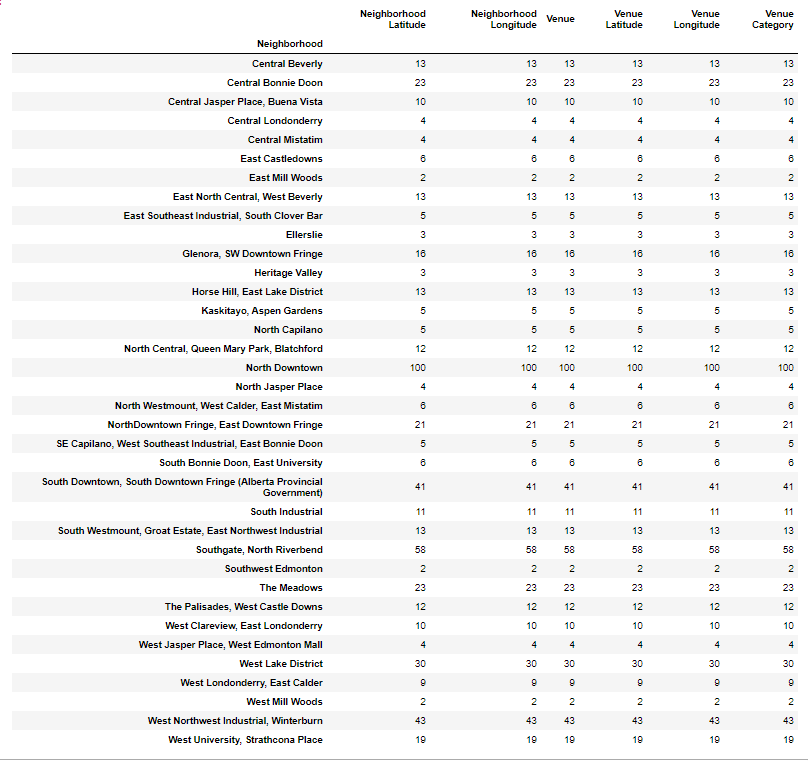 Neighborhood Latitude Neighborhood Longitude Venue Venue Latitude Venue Longitude Venue Category
Neighborhood
Central Beverly 13 13 13 13 13 13
Central Bonnie Doon 23 23 23 23 23 23
Central Jasper Place, Buena Vista 10 10 10 10 10 10
Central Londonderry 4 4 4 4 4 4
Central Mistatim 4 4 4 4 4 4
East Castledowns 6 6 6 6 6 6
East Mill Woods 2 2 2 2 2 2
East North Central, West Beverly 13 13 13 13 13 13
East Southeast Industrial, South Clover Bar 5 5 5 5 5 5
Ellerslie 3 3 3 3 3 3
Glenora, SW Downtown Fringe 16 16 16 16 16 16
Heritage Valley 3 3 3 3 3 3
Horse Hill, East Lake District 13 13 13 13 13 13
Kaskitayo, Aspen Gardens 5 5 5 5 5 5
North Capilano 5 5 5 5 5 5
North Central, Queen Mary Park, Blatchford 12 12 12 12 12 12
North Downtown 100 100 100 100 100 100
North Jasper Place 4 4 4 4 4 4
North Westmount, West Calder, East Mistatim 6 6 6 6 6 6
NorthDowntown Fringe, East Downtown Fringe 21 21 21 21 21 21
SE Capilano, West Southeast Industrial, East Bonnie Doon 5 5 5 5 5 5
South Bonnie Doon, East University 6 6 6 6 6 6
South Downtown, South Downtown Fringe (Alberta Provincial
Government) 41 41 41 41 41 41
South Industrial 11 11 11 11 11 11
South Westmount, Groat Estate, East Northwest Industrial 13 13 13 13 13 13
Southgate, North Riverbend 58 58 58 58 58 58
Southwest Edmonton 2 2 2 2 2 2
The Meadows 23 23 23 23 23 23
The Palisades, West Castle Downs 12 12 12 12 12 12
West Clareview, East Londonderry 10 10 10 10 10 10
West Jasper Place, West Edmonton Mall 4 4 4 4 4 4
West Lake District 30 30 30 30 30 30
West Londonderry, East Calder 9 9 9 9 9 9
West Mill Woods 2 2 2 2 2 2
West Northwest Industrial, Winterburn 43 43 43 43 43 43
West University, Strathcona Place 19 19 19 19 19 19